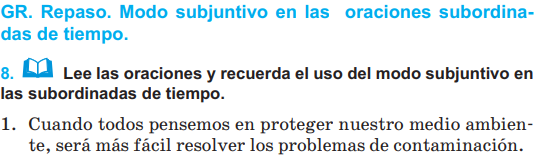 GR. Repaso. Modo subjuntivo en las oraciones subordina-
das de tiempo.
8. Lee las oraciones y recuerda el uso del modo subjuntivo en
las subordinadas de tiempo.
1. Cuando todos pensemos en proteger nuestro medio ambien-
te, será más fácil resolver los problemas de contaminación.